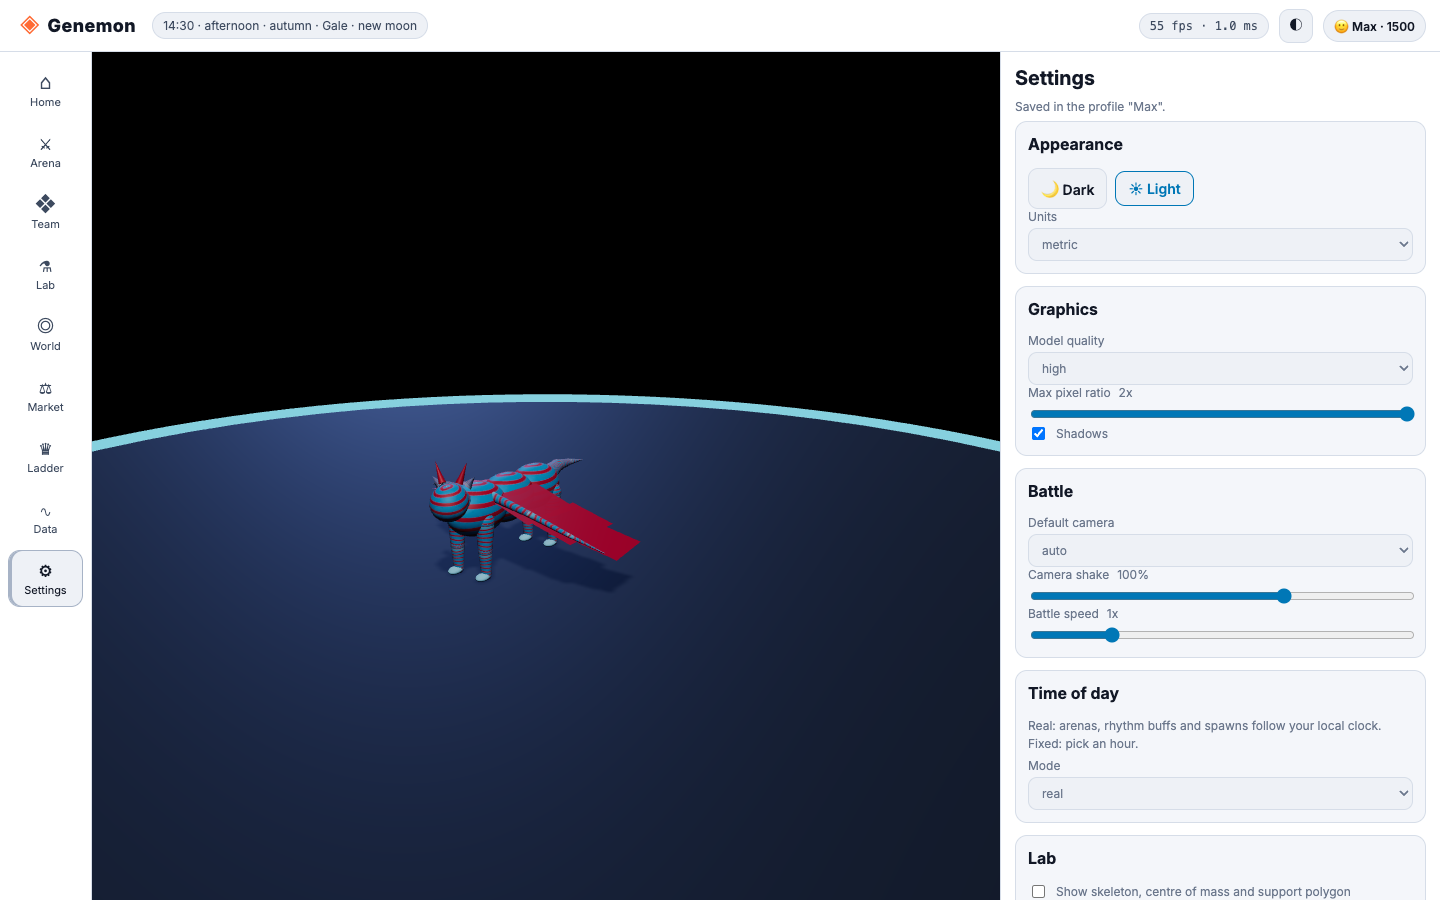 Genemon
14:30 · afternoon · autumn · Gale · new moon
55 fps · 1.0 ms
Max · 1500
Home
Arena
Team
Lab
World
Market
Ladder
Data
Settings
Settings
Saved in the profile "Max".
Appearance
Dark
Light
Units
metric
Graphics
Model quality
high
Max pixel ratio 2x
Shadows
Battle
Default camera
auto
Camera shake 100%
Battle speed 1x
Time of day
Real: arenas, rhythm buffs and spawns follow your local clock.
Fixed: pick an hour.
Mode
real
Lab
Show skeleton, centre of mass and support polygon